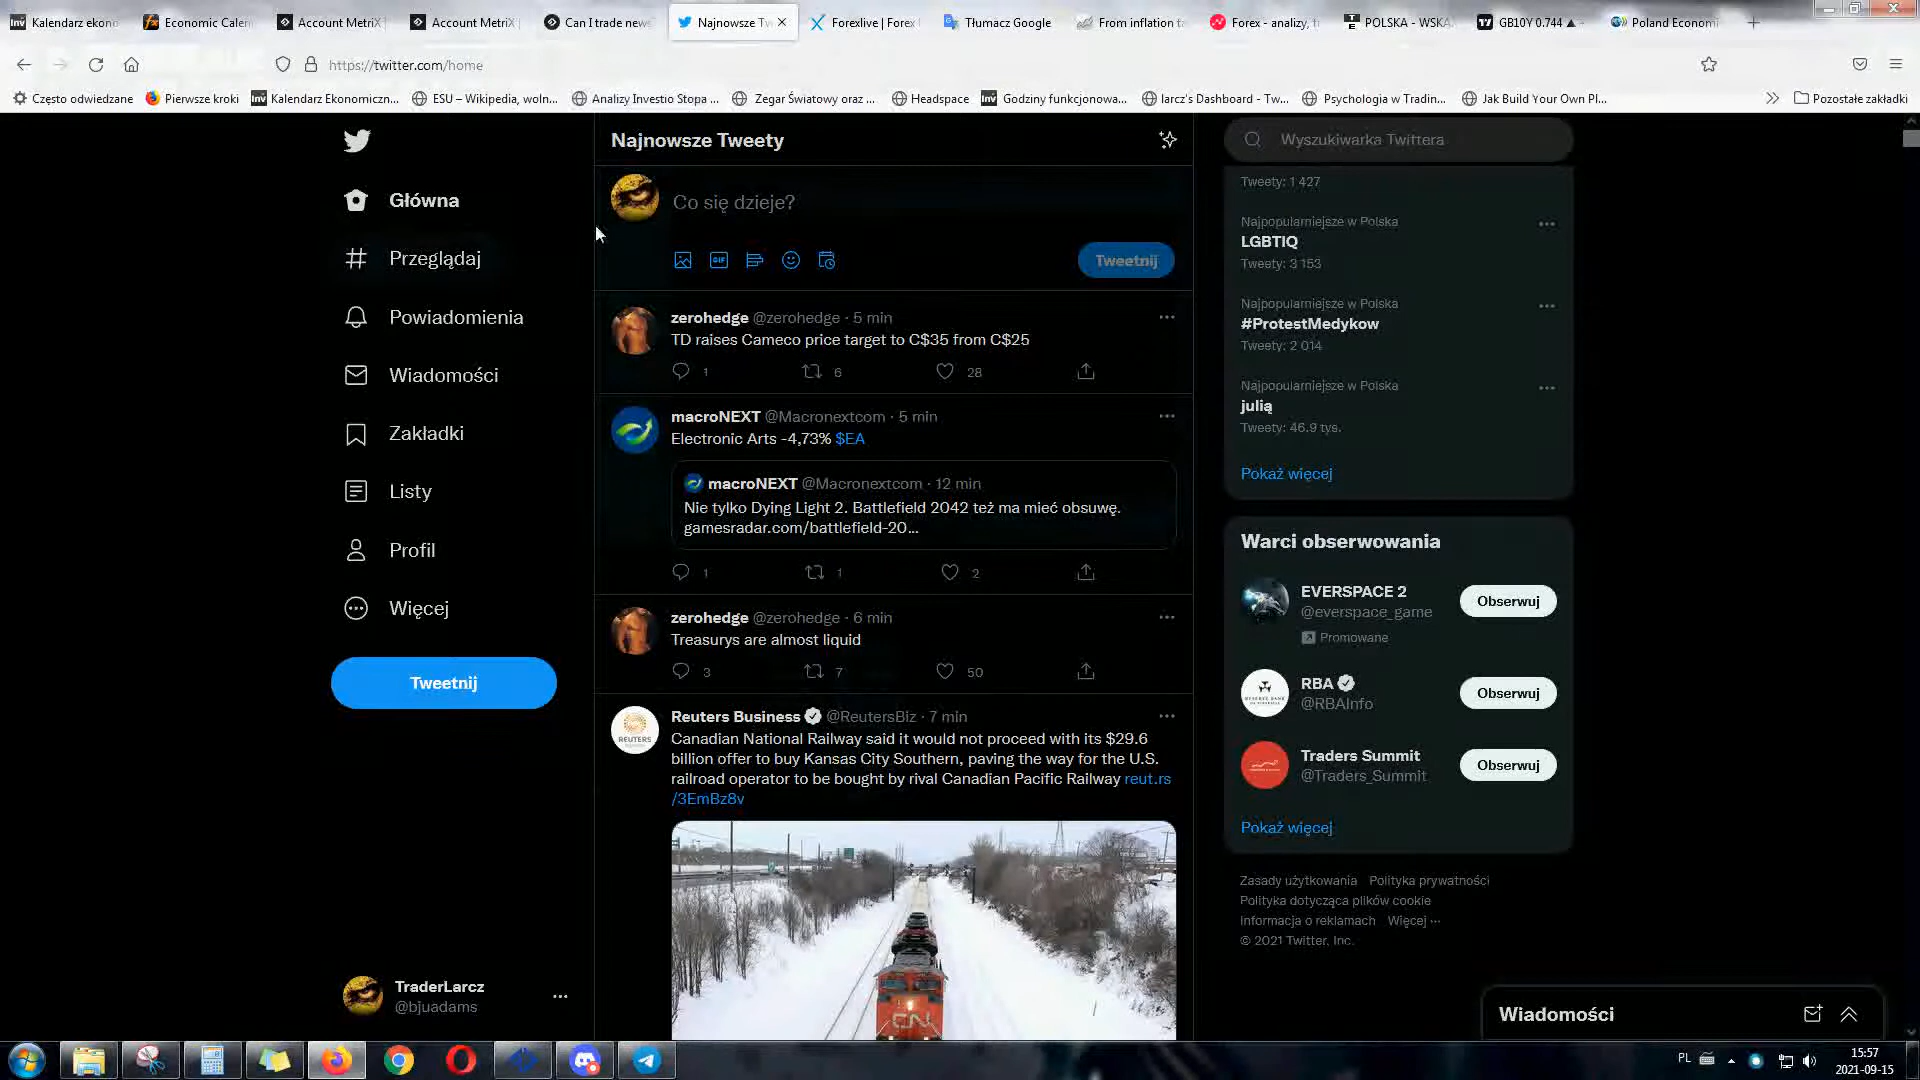 Kalendarz ekono
Economic Calen
Account MetriX
Account MetriX
Can I trade news
Najnowsze Tw
Forexlive | Forex
Tłumacz Google
From inflation ta
Forex - analizy, t
POLSKA - WSKA
GB10Y 0.744 ▲ −
Poland Economi
https://twitter.com/home
Często odwiedzane
Pierwsze kroki
Kalendarz Ekonomiczn...
ESU – Wikipedia, woln...
Analizy Investio Stopa ...
Zegar Światowy oraz ...
Headspace
Godziny funkcjonowa...
larcz's Dashboard - Tw...
Psychologia w Tradin...
Jak Build Your Own Pl...
Pozostałe zakładki
Główna
Przeglądaj
Powiadomienia
Wiadomości
Zakładki
Listy
Profil
Więcej
Tweetnij
TraderLarcz
@bjuadams
Najnowsze Tweety
Co się dzieje?
GIF
Tweetnij
zerohedge @zerohedge · 5 min
TD raises Cameco price target to C$35 from C$25
1 6 28
macroNEXT @Macronextcom · 5 min
Electronic Arts -4,73% $EA
macroNEXT @Macronextcom · 12 min
Nie tylko Dying Light 2. Battlefield 2042 też ma mieć obsuwę.
gamesradar.com/battlefield-20...
1 1 2
zerohedge @zerohedge · 6 min
Treasurys are almost liquid
3 7 50
REUTERS
Reuters Business @ReutersBiz · 7 min
Canadian National Railway said it would not proceed with its $29.6
billion offer to buy Kansas City Southern, paving the way for the U.S.
railroad operator to be bought by rival Canadian Pacific Railway reut.rs
/3EmBz8v
CN
Wyszukiwarka Twittera
Tweety: 1 427
Najpopularniejsze w Polska
LGBTIQ
Tweety: 3 153
Najpopularniejsze w Polska
#ProtestMedykow
Tweety: 2 014
Najpopularniejsze w Polska
julią
Tweety: 46,9 tys.
Pokaż więcej
Warci obserwowania
EVERSPACE 2
@everspace_game
Promowane
Obserwuj
RBA
@RBAInfo
Obserwuj
Traders Summit
@Traders_Summit
Obserwuj
Pokaż więcej
Zasady użytkowania Polityka prywatności
Polityka dotycząca plików cookie
Informacja o reklamach Więcej ···
© 2021 Twitter, Inc.
Wiadomości
PL
15:57
2021-09-15